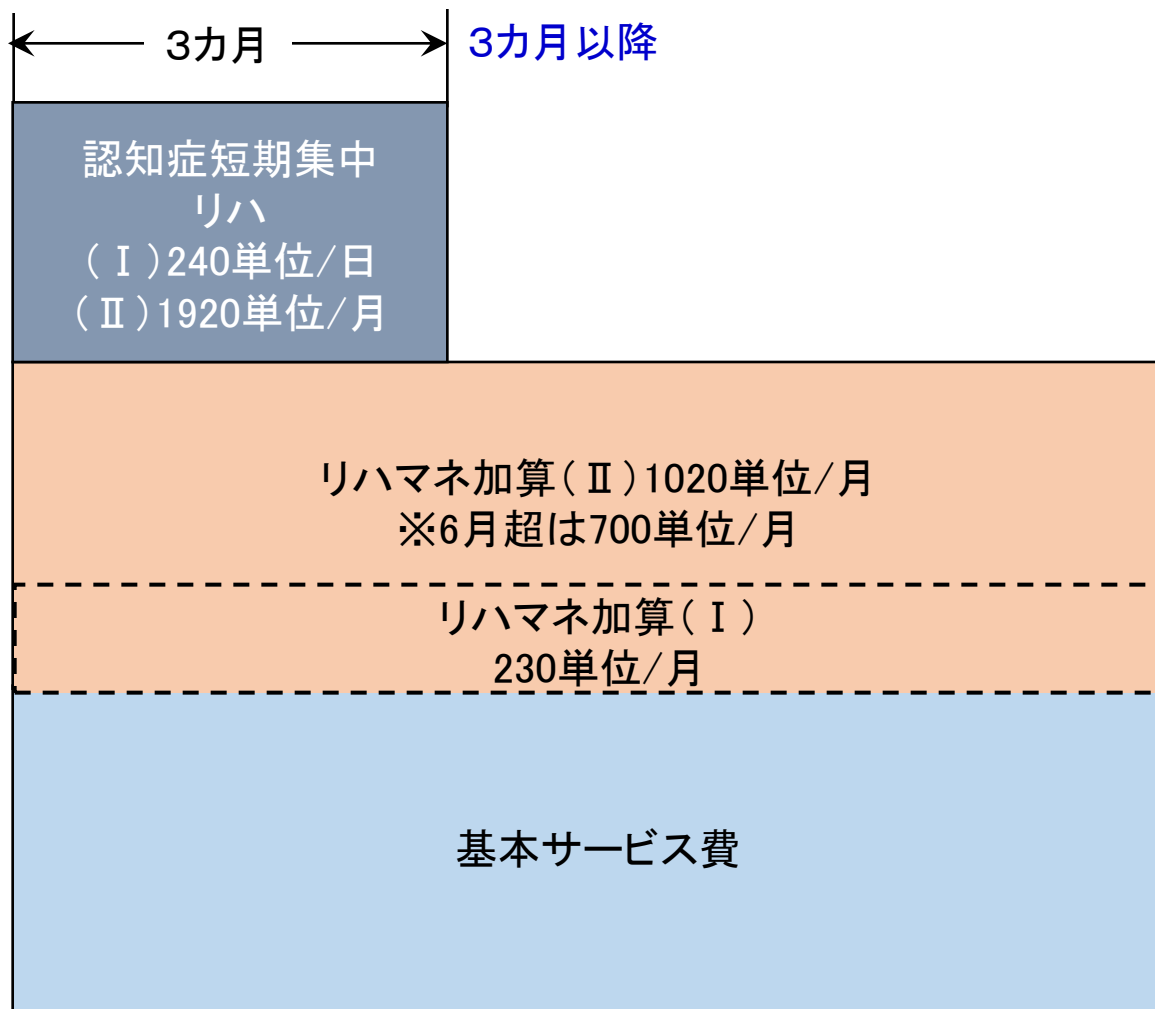 3カ月
3カ月以降
認知症短期集中
リハ
(Ⅰ)240単位/日
(Ⅱ)1920単位/月
リハマネ加算(Ⅱ)1020単位/月
※6月超は700単位/月
リハマネ加算(Ⅰ)
230単位/月
基本サービス費